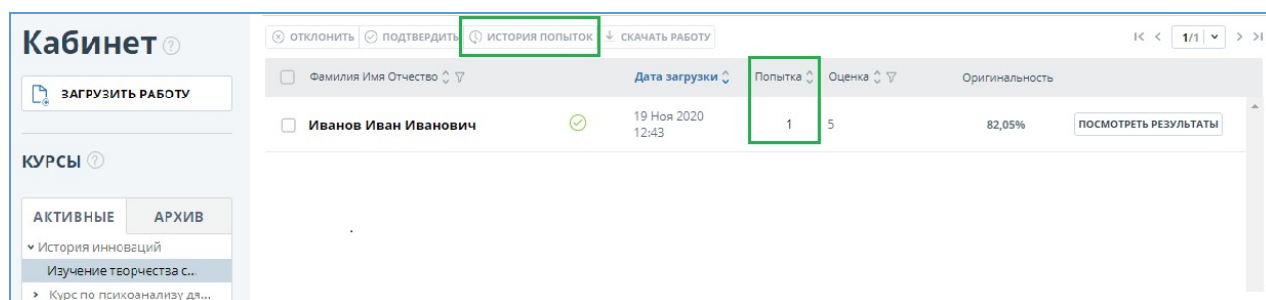 Кабинет
ЗАГРУЗИТЬ РАБОТУ
КУРСЫ
АКТИВНЫЕ АРХИВ
История инноваций
Изучение творчества с...
Курс по психоанализу дл...
ОТКЛОНИТЬ ПОДТВЕРДИТЬ ИСТОРИЯ ПОПЫТОК СКАЧАТЬ РАБОТУ 1/1
Фамилия Имя Отчество Дата загрузки Попытка Оценка Оригинальность
Иванов Иван Иванович 19 Ноя 2020 1 5 82,05% ПОСМОТРЕТЬ РЕЗУЛЬТАТЫ
12:43